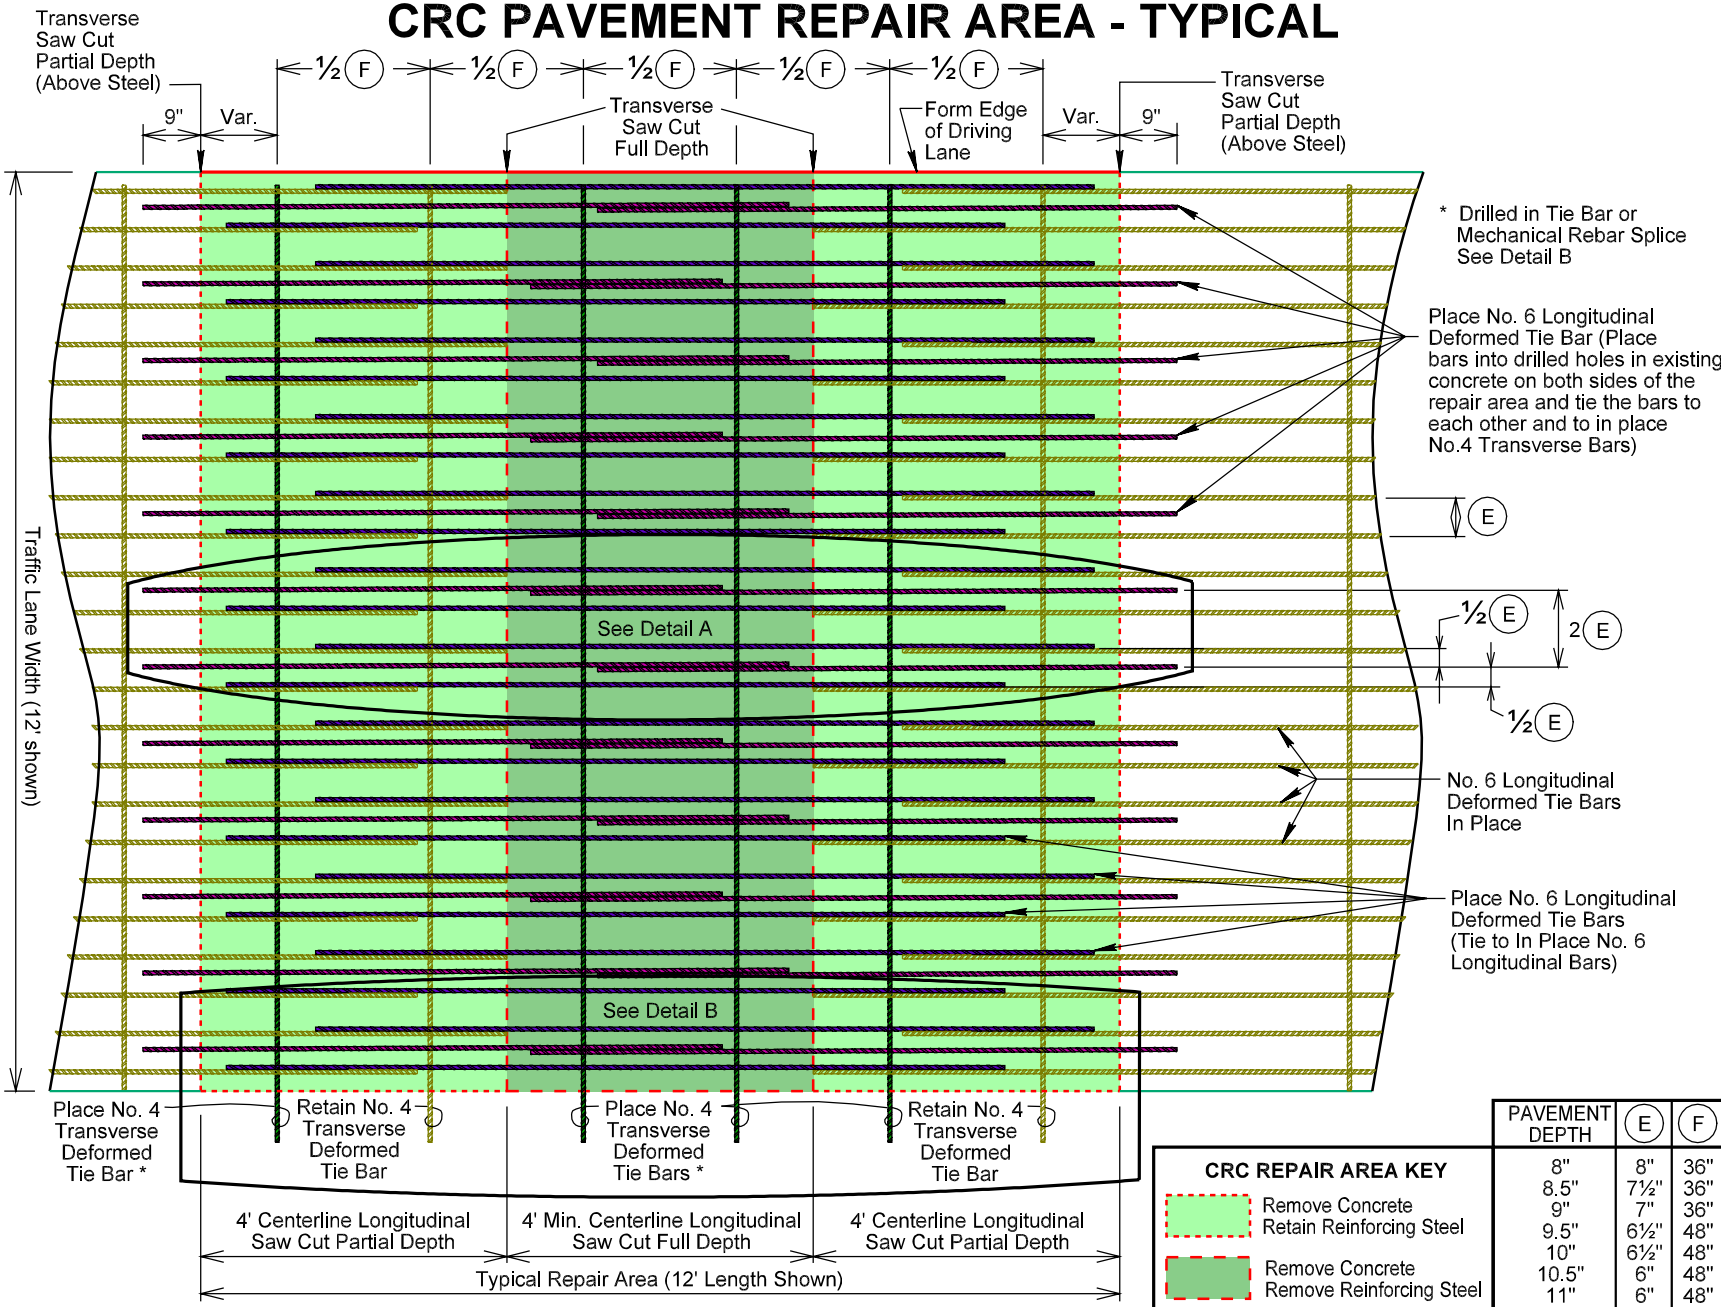 CRC PAVEMENT REPAIR AREA - TYPICAL
Transverse
Saw Cut
Partial Depth
(Above Steel)
½ F
½ F
½ F
½ F
½ F
9"
Var.
Transverse
Saw Cut
Full Depth
Form Edge
of Driving
Lane
Var.
9"
Transverse
Saw Cut
Partial Depth
(Above Steel)
* Drilled in Tie Bar or
Mechanical Rebar Splice
See Detail B
Place No. 6 Longitudinal
Deformed Tie Bar (Place
bars into drilled holes in existing
concrete on both sides of the
repair area and tie the bars to
each other and to in place
No.4 Transverse Bars)
E
Traffic Lane Width (12' shown)
See Detail A
½ E
2 E
½ E
No. 6 Longitudinal
Deformed Tie Bars
In Place
Place No. 6 Longitudinal
Deformed Tie Bars
(Tie to In Place No. 6
Longitudinal Bars)
See Detail B
Place No. 4
Transverse
Deformed
Tie Bar *
Retain No. 4
Transverse
Deformed
Tie Bar
Place No. 4
Transverse
Deformed
Tie Bars *
Retain No. 4
Transverse
Deformed
Tie Bar
4' Centerline Longitudinal
Saw Cut Partial Depth
4' Min. Centerline Longitudinal
Saw Cut Full Depth
4' Centerline Longitudinal
Saw Cut Partial Depth
Typical Repair Area (12' Length Shown)
CRC REPAIR AREA KEY
Remove Concrete
Retain Reinforcing Steel
Remove Concrete
Remove Reinforcing Steel
PAVEMENT
DEPTH E F
8" 8" 36"
8.5" 7½" 36"
9" 7" 36"
9.5" 6½" 48"
10" 6½" 48"
10.5" 6" 48"
11" 6" 48"